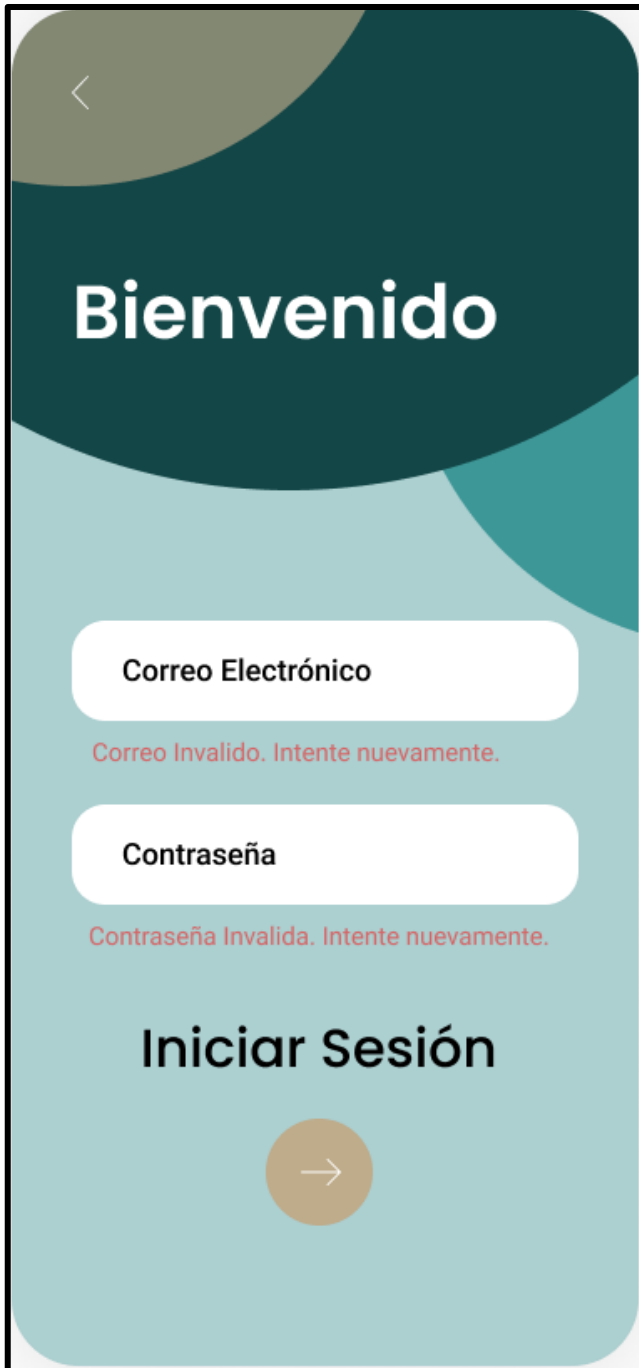 Bienvenido
Correo Electrónico
Correo Invalido. Intente nuevamente.
Contraseña
Contraseña Invalida. Intente nuevamente.
Iniciar Sesión